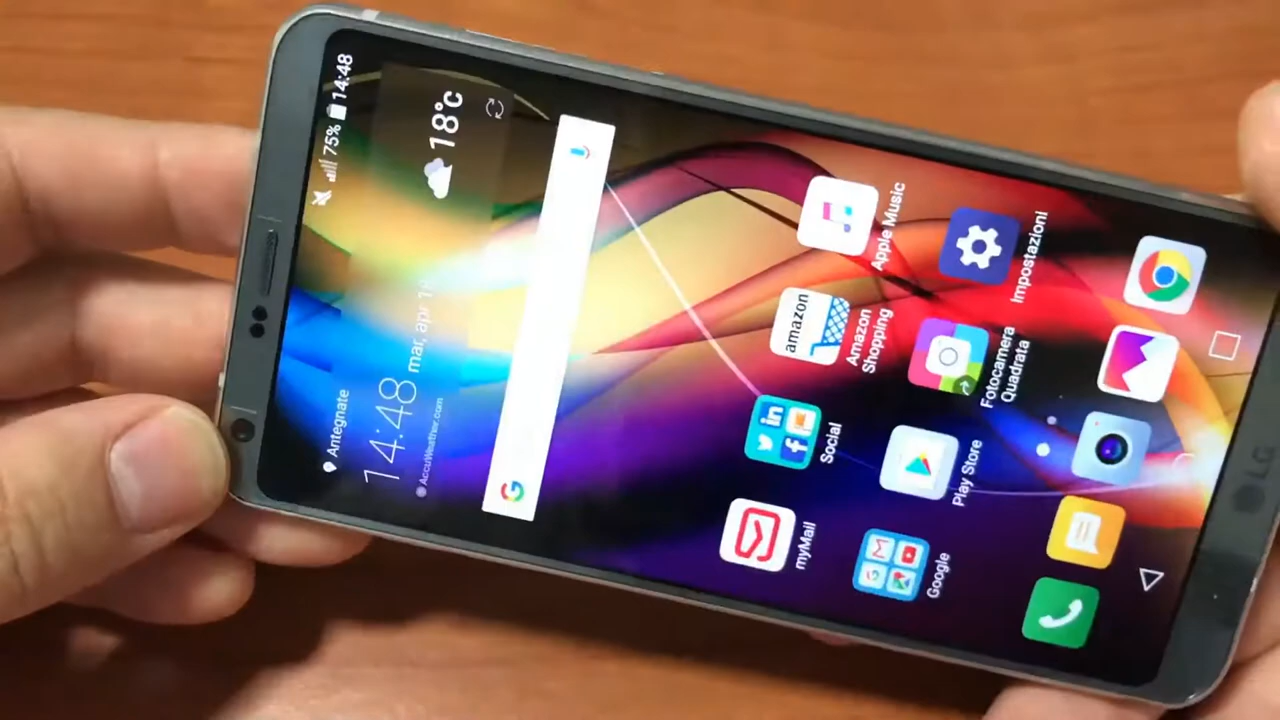 75% 14:48
Antegnate
18°C
14:48 mar, apr
AccuWeather.com
myMail
Social
Amazon
Shopping
Apple Music
Google
Play Store
Fotocamera
Quadrata
Impostazioni
amazon
in
f
G
M
LG